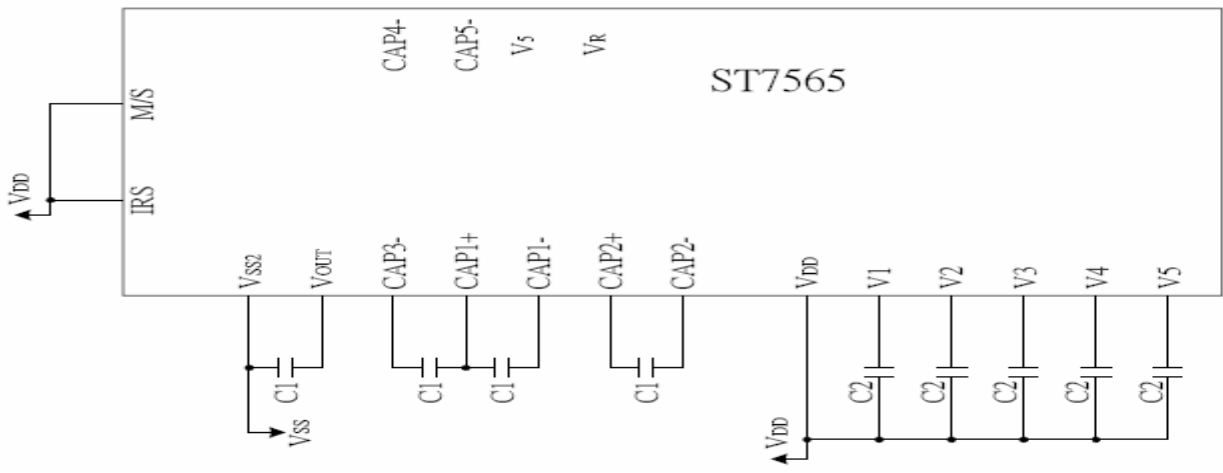 CAP4-
CAP5-
V5
VR
ST7565
M/S
VDD
IRS
VSS2
VOUT
CAP3-
CAP1+
CAP1-
CAP2+
CAP2-
VDD
V1
V2
V3
V4
V5
C1
C1
C1
C1
C2
C2
C2
C2
C2
VSS
VDD